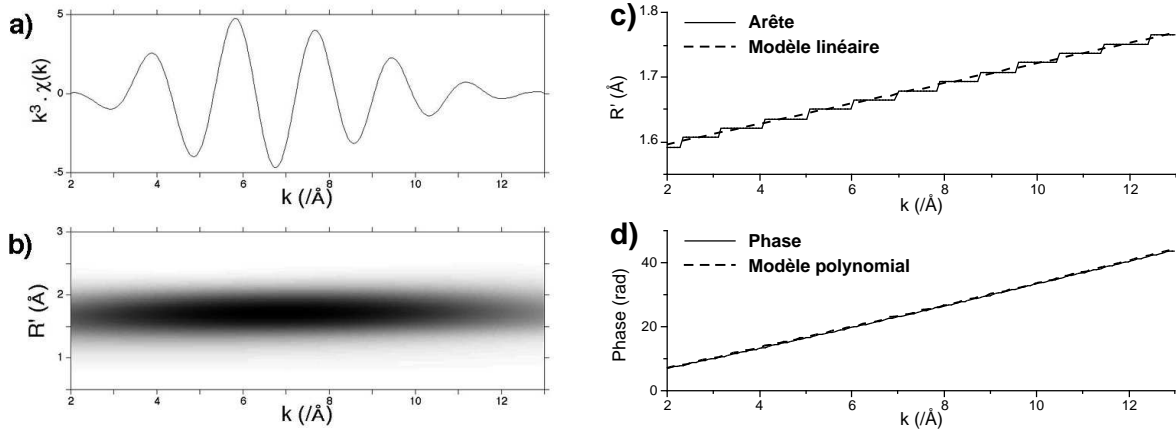 a)
5
0
-5
k³ . χ(k)
2 4 6 8 10 12
k (/Å)
b)
3
2
1
R' (Å)
2 4 6 8 10 12
k (/Å)
c)
Arête
Modèle linéaire
1.8
1.7
1.6
R' (Å)
2 4 6 8 10 12
k (/Å)
d)
Phase
Modèle polynomial
40
20
0
Phase (rad)
2 4 6 8 10 12
k (/Å)